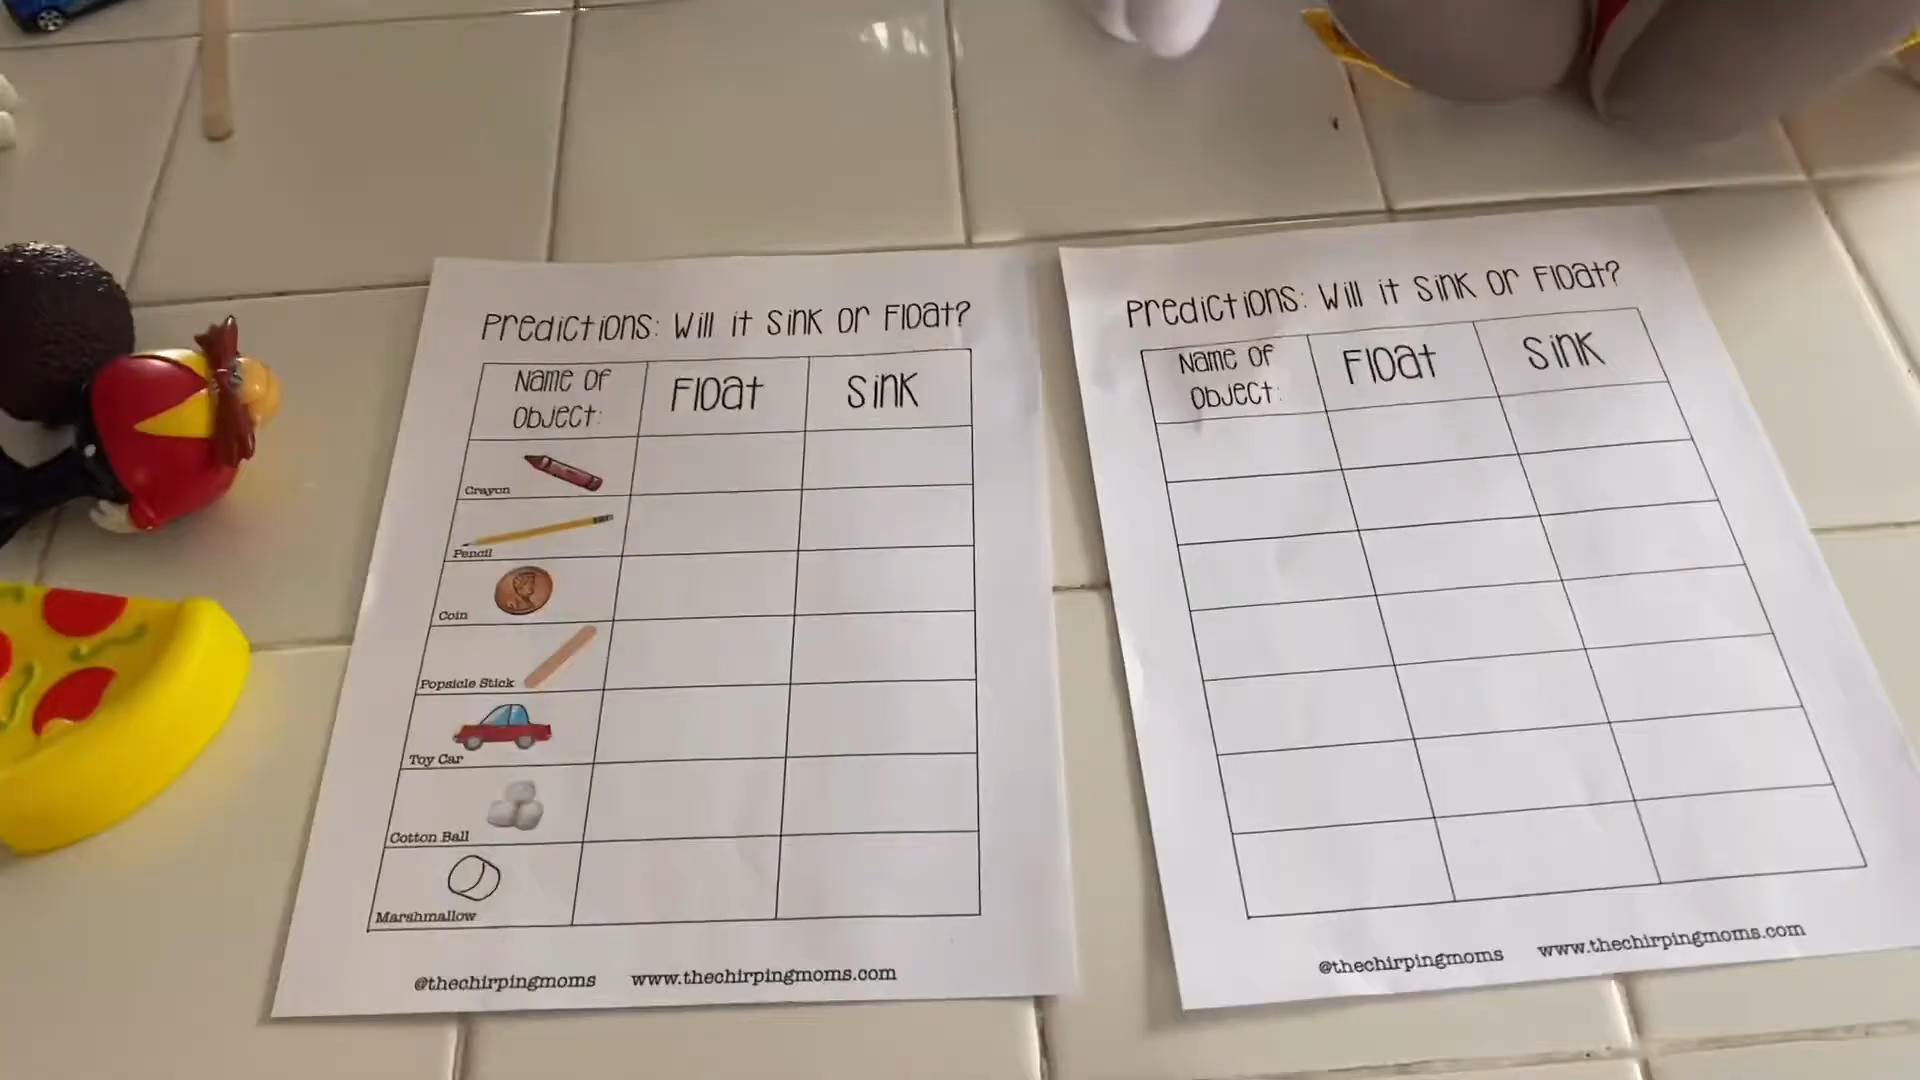 Predictions: Will it Sink or Float?
Name of Object: Float Sink
Crayon
Pencil
Coin
Popsicle Stick
Toy Car
Cotton Ball
Marshmallow
@thechirpingmoms www.thechirpingmoms.com
Predictions: Will it Sink or Float?
Name of Object: Float Sink
@thechirpingmoms www.thechirpingmoms.com